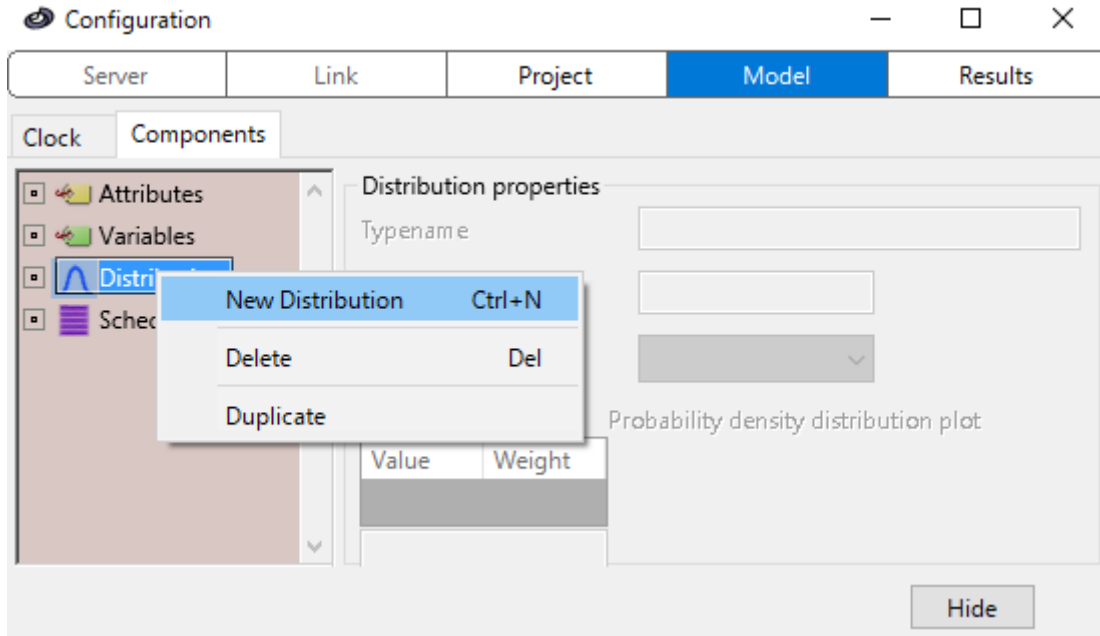 Configuration
Server Link Project Model Results
Clock Components
Attributes
Variables
Schedules
Distribution properties
Typename
New Distribution Ctrl+N
Delete Del
Duplicate
Probability density distribution plot
Value Weight
Hide